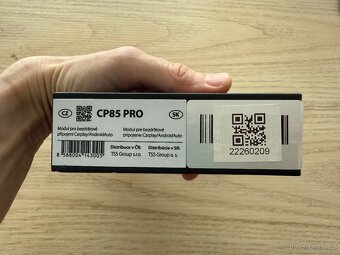 CZ
CP85 PRO
SK
Modul pro bezdrátové
připojení Carplay/AndroidAuto
Modul pre bezdrôtové
pripojenie Carplay/AndroidAuto
Distribuce v ČR:
TSS Group s.r.o.
Distribúcia v SR:
TSS Group a. s.
22260209